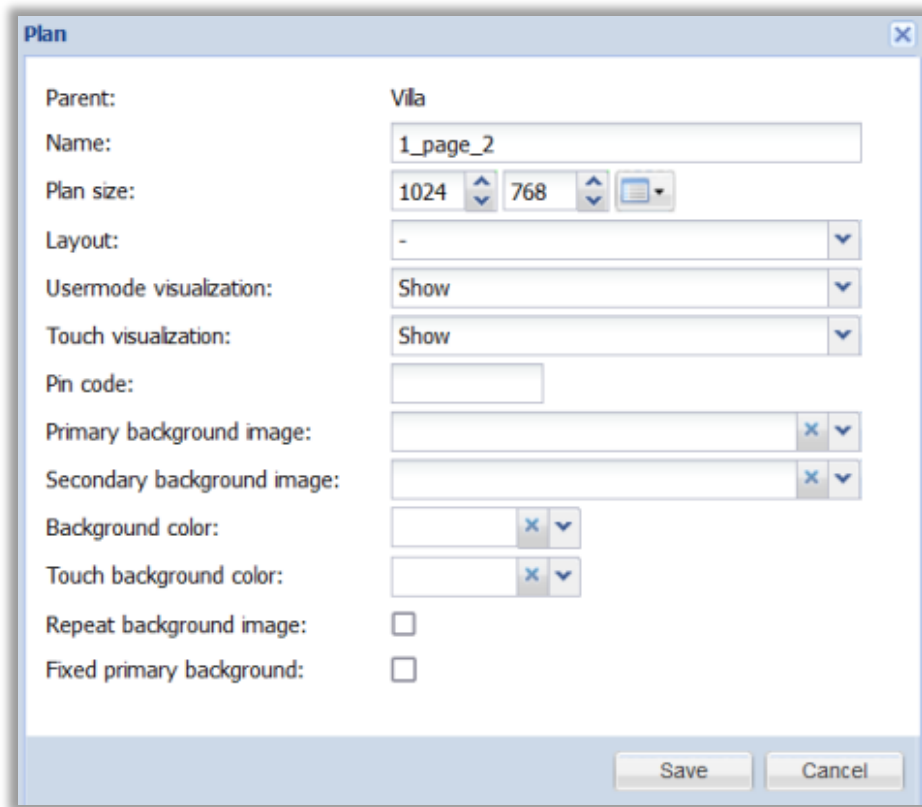 Plan
Parent: Villa
Name: 1_page_2
Plan size: 1024 768
Layout: -
Usermode visualization: Show
Touch visualization: Show
Pin code:
Primary background image:
Secondary background image:
Background color:
Touch background color:
Repeat background image:
Fixed primary background:
Save Cancel